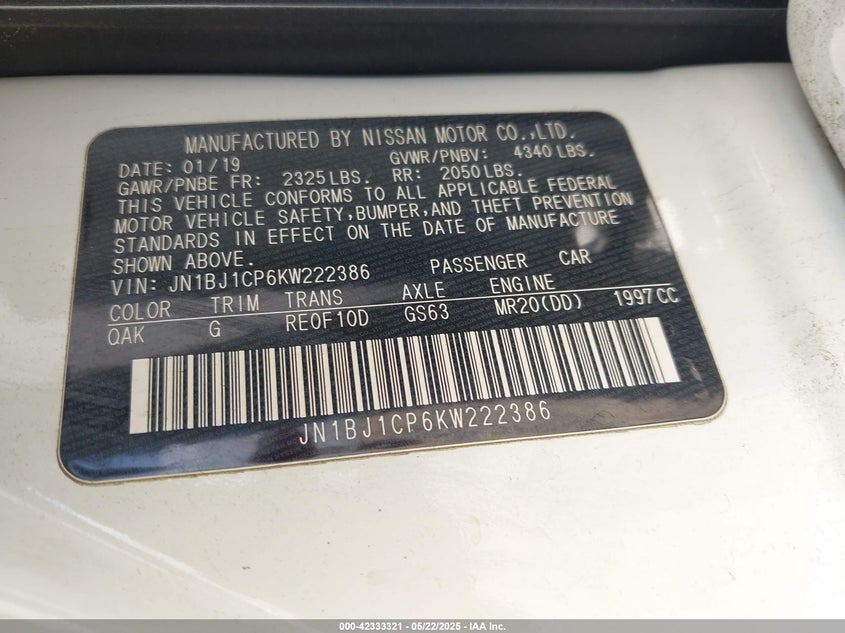 MANUFACTURED BY NISSAN MOTOR CO.,LTD.
DATE: 01/19 GVWR/PNBV: 4340 LBS.
GAWR/PNBE FR: 2325 LBS. RR: 2050 LBS.
THIS VEHICLE CONFORMS TO ALL APPLICABLE FEDERAL
MOTOR VEHICLE SAFETY, BUMPER, AND THEFT PREVENTION
STANDARDS IN EFFECT ON THE DATE OF MANUFACTURE
SHOWN ABOVE.
VIN: JN1BJ1CP6KW222386 PASSENGER CAR
COLOR TRIM TRANS AXLE ENGINE
QAK G RE0F10D GS63 MR20(DD) 1997CC
JN1BJ1CP6KW222386
000-42333321 - 05/22/2025 - IAA Inc.